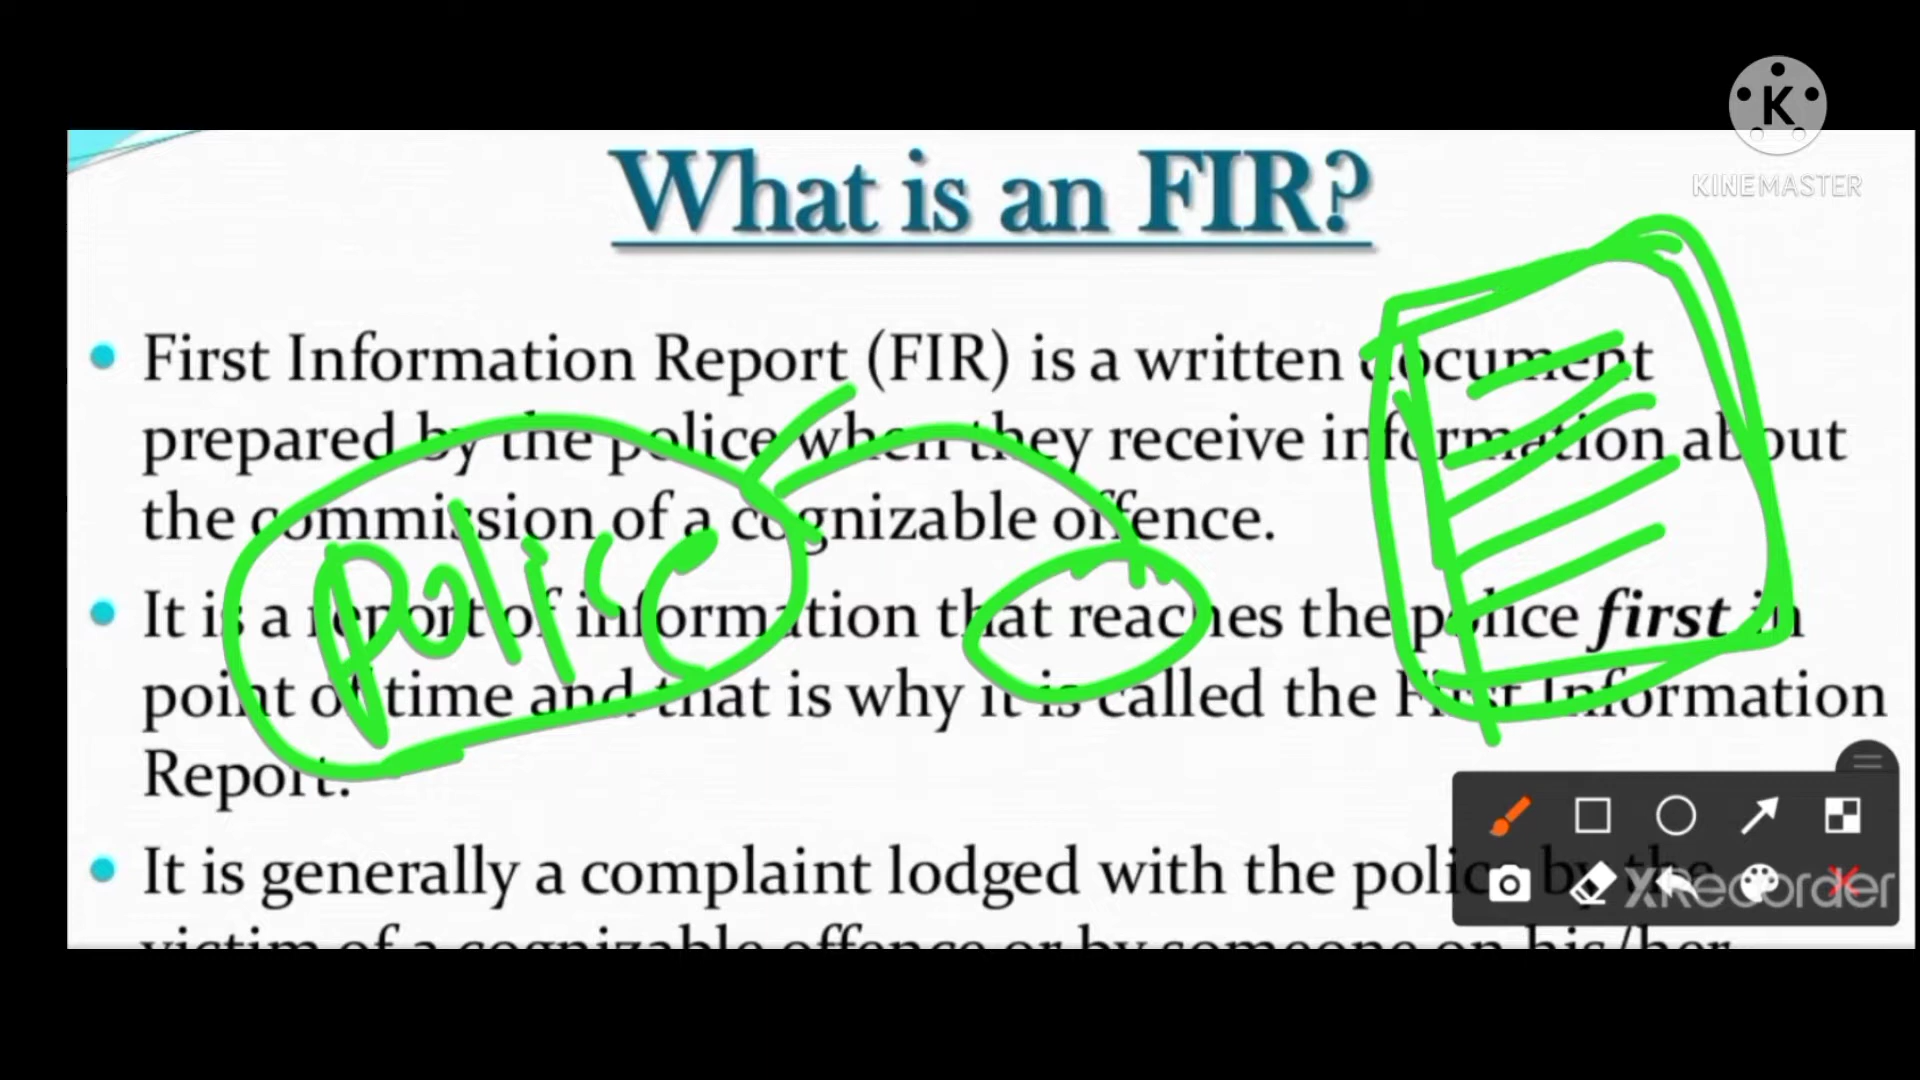 K
KINEMASTER
What is an FIR?
First Information Report (FIR) is a written document
prepared by the police when they receive information about
the commission of a cognizable offence.
police
It is a report of information that reaches the police first in
point of time and that is why it is called the First Information
Report.
It is generally a complaint lodged with the police by the
XRecorder
victim of a cognizable offence or by someone on his/her